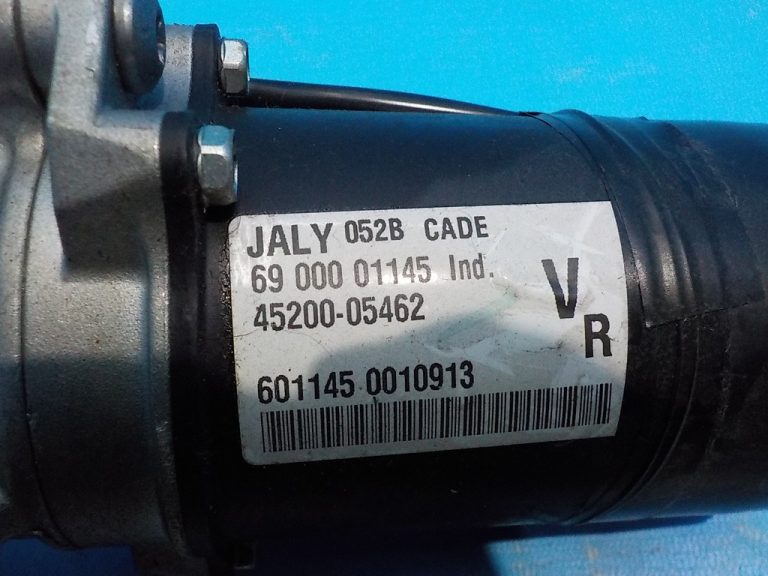 JALY 052B CADE
69 000 01145 Ind.
45200-05462
V
R
601145 0010913